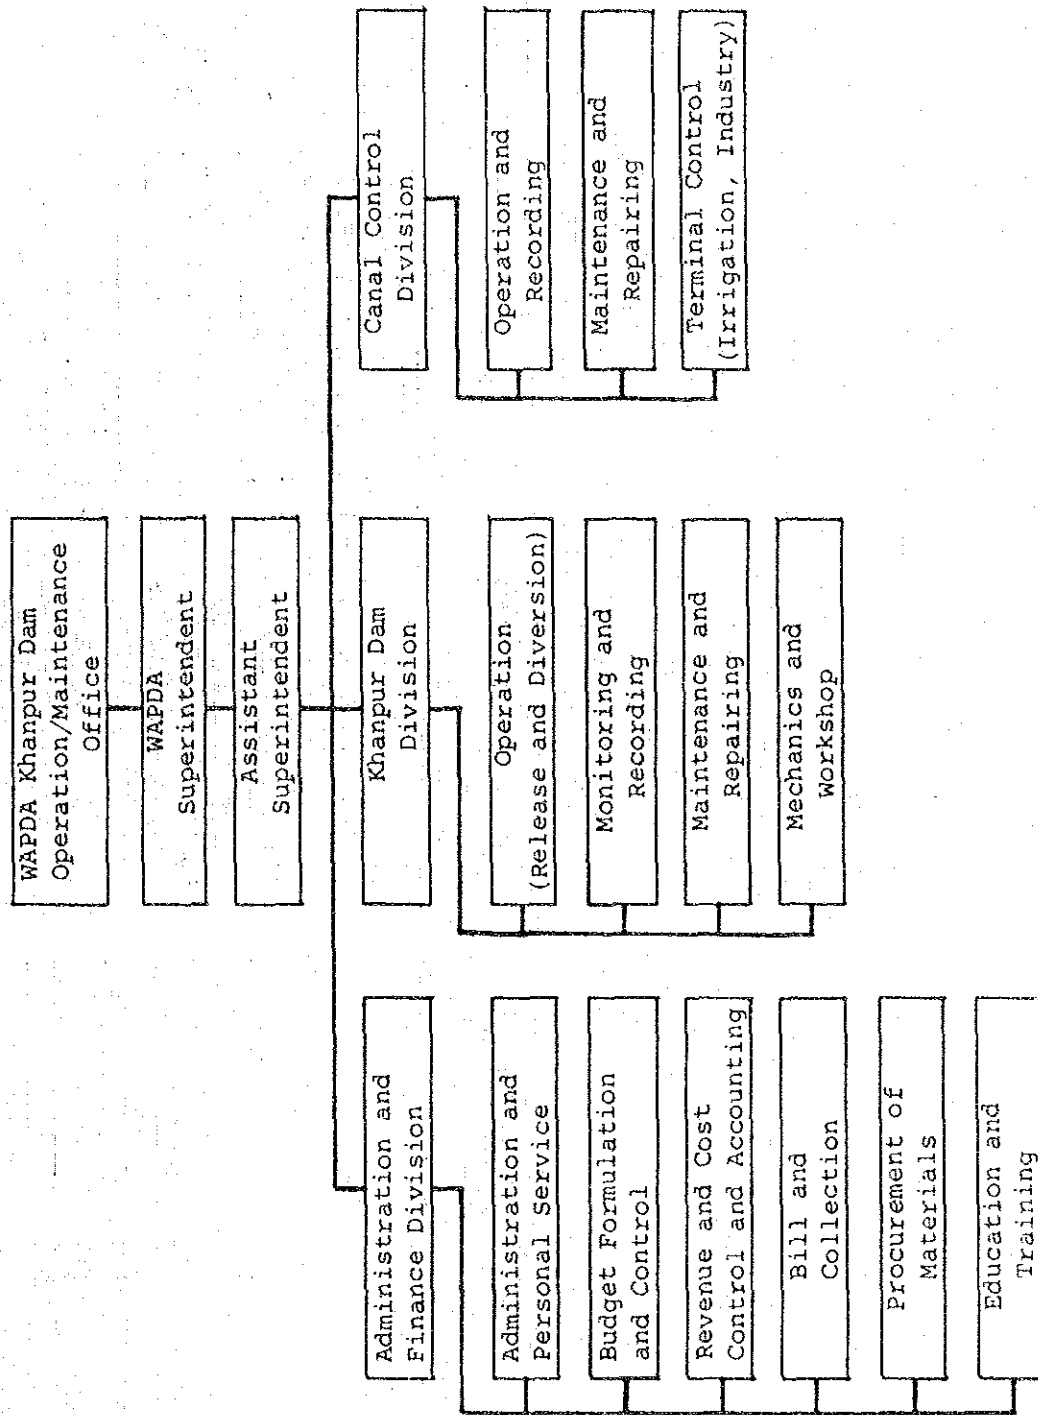 WAPDA Khanpur Dam
Operation/Maintenance
Office
WAPDA
Superintendent
Assistant
Superintendent
Administration and
Finance Division
Administration and
Personal Service
Budget Formulation
and Control
Revenue and Cost
Control and Accounting
Bill and
Collection
Procurement of
Materials
Education and
Training
Khanpur Dam
Division
Operation
(Release and Diversion)
Monitoring and
Recording
Maintenance and
Repairing
Mechanics and
Workshop
Canal Control
Division
Operation and
Recording
Maintenance and
Repairing
Terminal Control
(Irrigation, Industry)